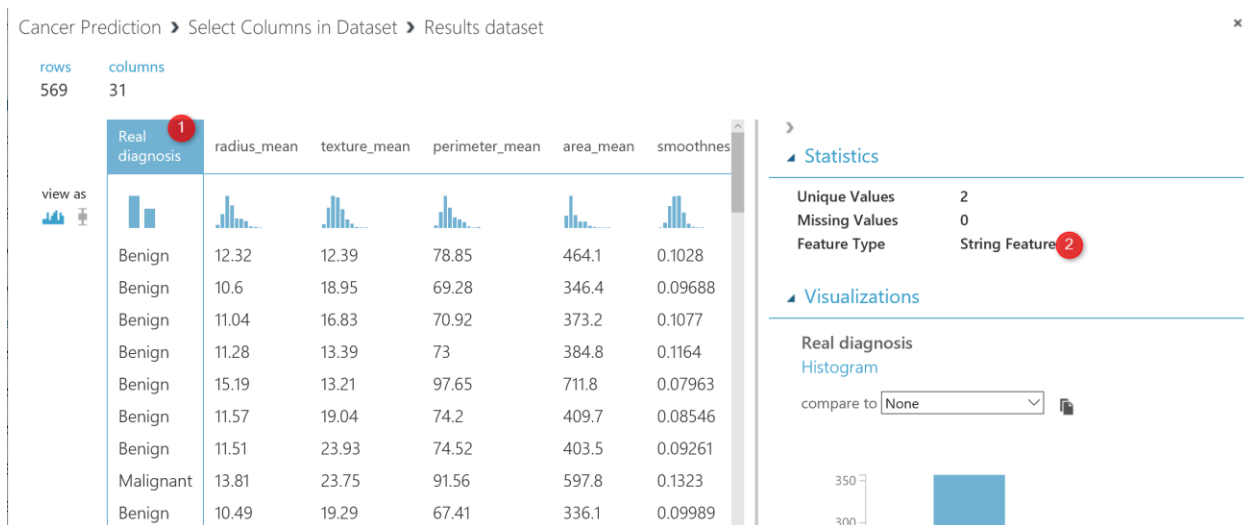 Cancer Prediction › Select Columns in Dataset › Results dataset
rows columns
569 31
Real diagnosis 1 radius_mean texture_mean perimeter_mean area_mean smoothnes
view as
Benign 12.32 12.39 78.85 464.1 0.1028
Benign 10.6 18.95 69.28 346.4 0.09688
Benign 11.04 16.83 70.92 373.2 0.1077
Benign 11.28 13.39 73 384.8 0.1164
Benign 15.19 13.21 97.65 711.8 0.07963
Benign 11.57 19.04 74.2 409.7 0.08546
Benign 11.51 23.93 74.52 403.5 0.09261
Malignant 13.81 23.75 91.56 597.8 0.1323
Benign 10.49 19.29 67.41 336.1 0.09989
Statistics
Unique Values 2
Missing Values 0
Feature Type String Feature 2
Visualizations
Real diagnosis
Histogram
compare to None
350
300